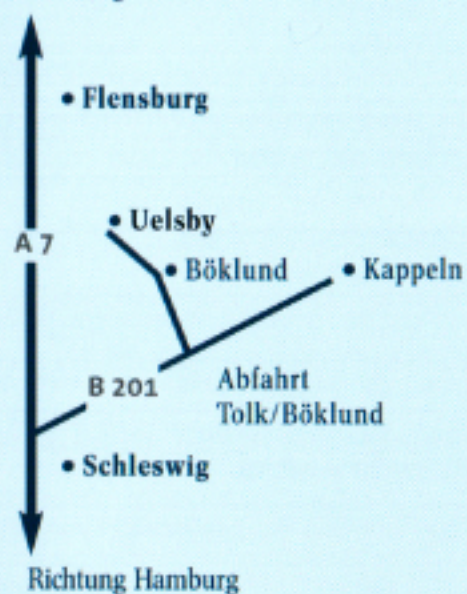 Flensburg
Uelsby
A 7
Böklund
Kappeln
Abfahrt
Tolk/Böklund
B 201
Schleswig
Richtung Hamburg